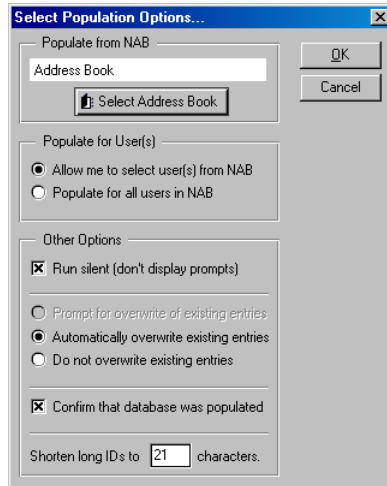 Select Population Options...
Populate from NAB
Address Book
Select Address Book
OK
Cancel
Populate for User(s)
Allow me to select user(s) from NAB
Populate for all users in NAB
Other Options
Run silent (don't display prompts)
Prompt for overwrite of existing entries
Automatically overwrite existing entries
Do not overwrite existing entries
Confirm that database was populated
Shorten long IDs to 21 characters.